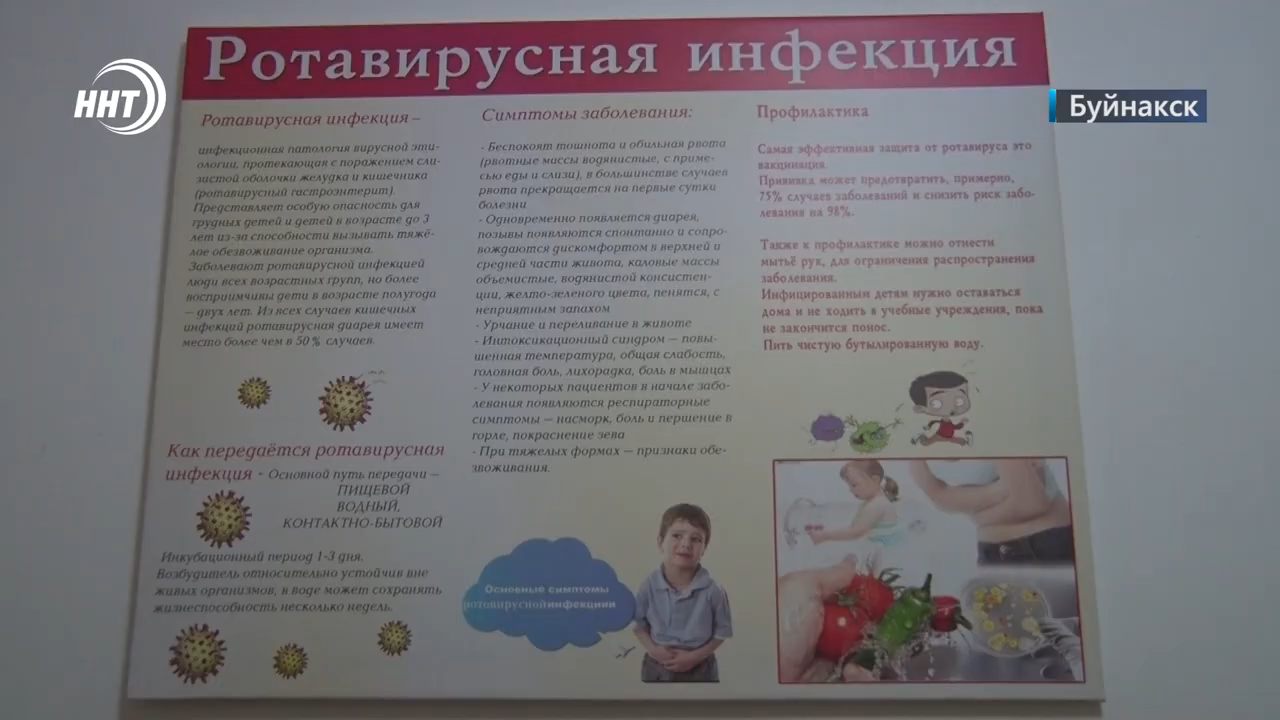 ННТ
Буйнакск
Ротавирусная инфекция
Ротавирусная инфекция –
инфекционная патология вирусной эти-
ологии, протекающая с поражением сли-
зистой оболочки желудка и кишечника
(ротавирусный гастроэнтерит).
Представляет особую опасность для
грудных детей и детей в возрасте до 3
лет из-за способности вызывать тяжё-
лое обезвоживание организма.
Заболевают ротавирусной инфекцией
люди всех возрастных групп, но более
восприимчивы дети в возрасте полугода
– двух лет. Из всех случаев кишечных
инфекций ротавирусная диарея имеет
место более чем в 50 % случаев.
Как передаётся ротавирусная
инфекция - Основной путь передачи –
ПИЩЕВОЙ
ВОДНЫЙ,
КОНТАКТНО-БЫТОВОЙ
Инкубационный период 1-3 дня.
Возбудитель относительно устойчив вне
живых организмов, в воде может сохранять
жизнеспособность несколько недель.
Симптомы заболевания:
- Беспокоят тошнота и обильная рвота
(рвотные массы водянистые, с приме-
сью еды и слизи), в большинстве случаев
рвота прекращается на первые сутки
болезни
- Одновременно появляется диарея,
позывы появляются спонтанно и сопро-
вождаются дискомфортом в верхней и
средней части живота, каловые массы
объемистые, водянистой консистен-
ции, желто-зеленого цвета, пенятся, с
неприятным запахом
- Урчание и переливание в животе
- Интоксикационный синдром – повы-
шенная температура, общая слабость,
головная боль, лихорадка, боль в мышцах
- У некоторых пациентов в начале забо-
левания появляются респираторные
симптомы – насморк, боль и першение в
горле, покраснение зева
- При тяжелых формах – признаки обе-
звоживания.
Основные симптомы
ротовируснойинфекциии
Профилактика
Самая эффективная защита от ротавируса это
вакцинация.
Прививка может предотвратить, примерно,
75% случаев заболеваний и снизить риск забо-
левания на 98%.
Также к профилактике можно отнести
мытьё рук, для ограничения распространения
заболевания.
Инфицированным детям нужно оставаться
дома и не ходить в учебные учреждения, пока
не закончится понос.
Пить чистую бутылированную воду.